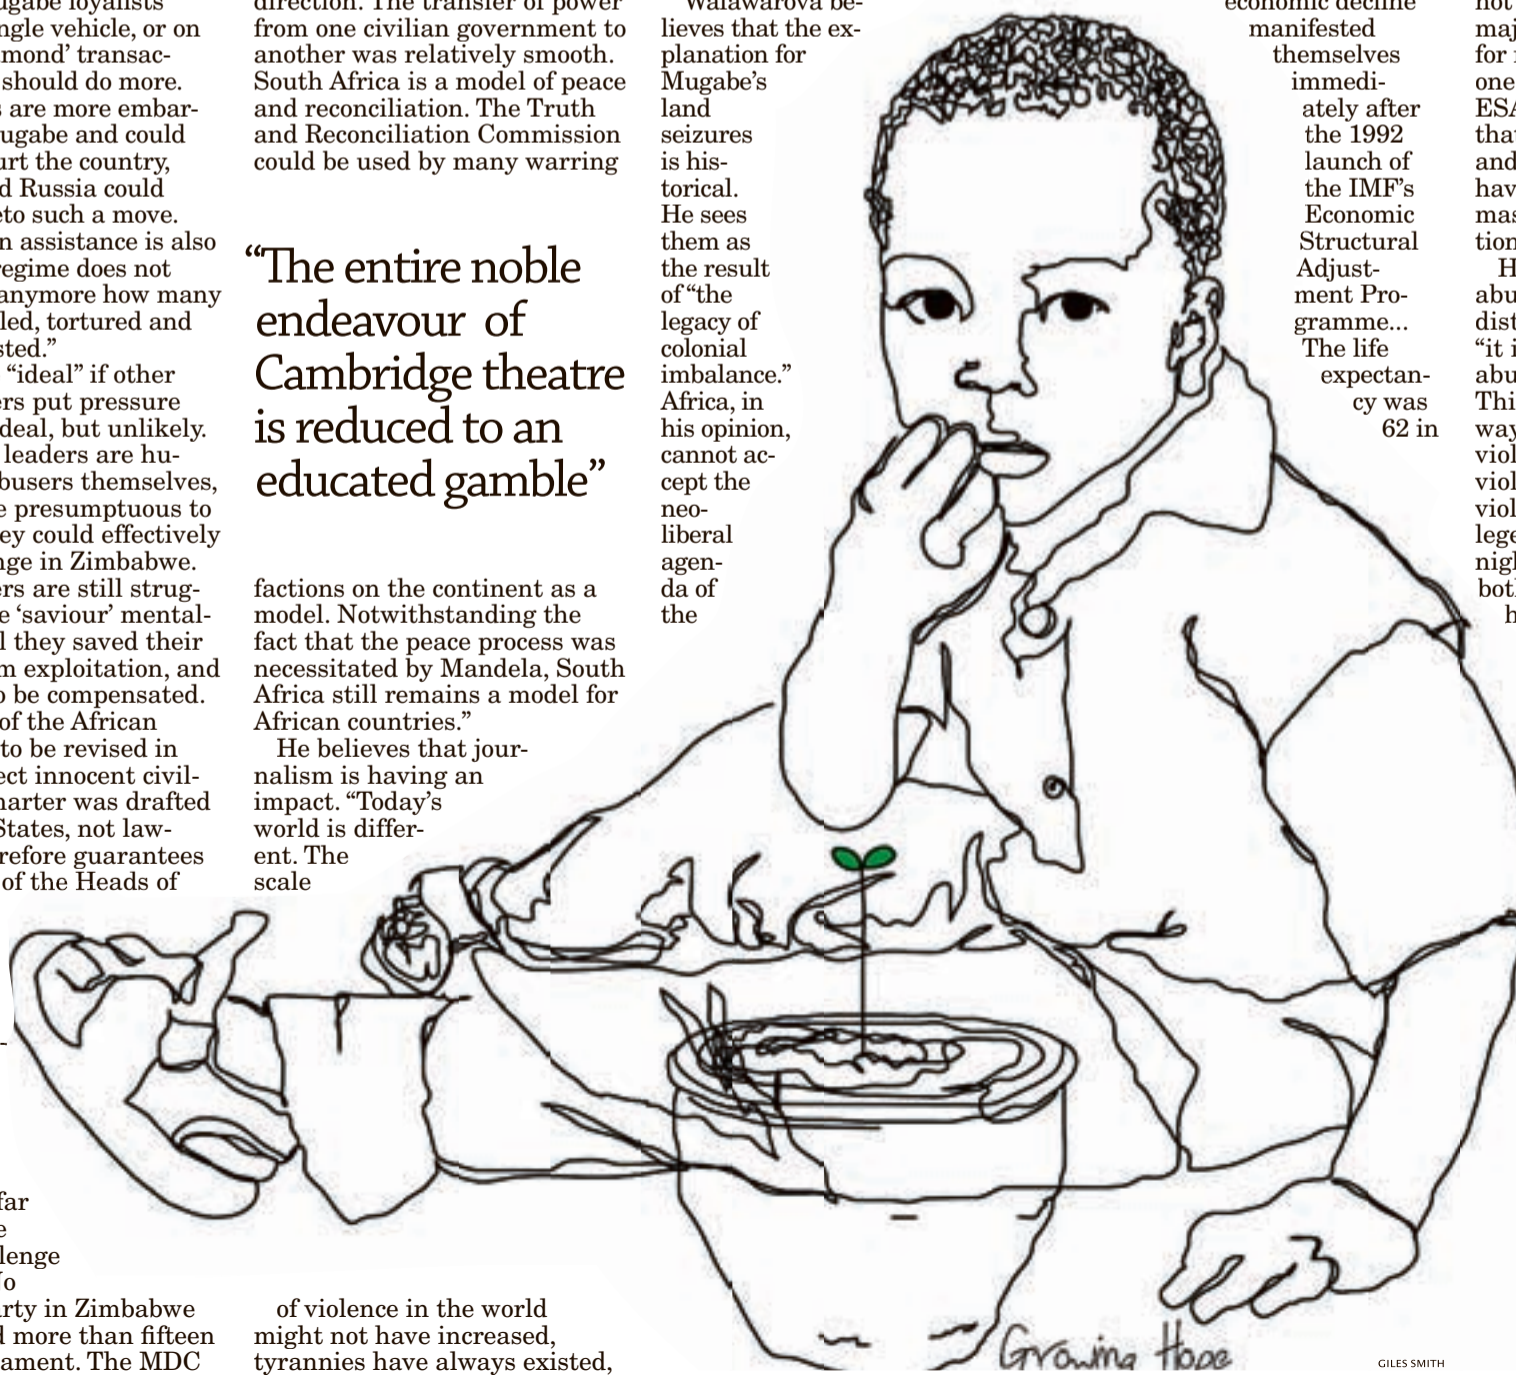 ugabe loyalists
ngle vehicle, or on
mond’ transac-
should do more.
s are more embar-
ugabe and could
urt the country,
d Russia could
eto such a move.
n assistance is also
regime does not
anymore how many
led, tortured and
sted.”
“ideal” if other
ers put pressure
deal, but unlikely.
leaders are hu-
busers themselves,
e presumptuous to
ey could effectively
nge in Zimbabwe.
ers are still strug-
e ‘saviour’ mental-
l they saved their
m exploitation, and
o be compensated.
of the African
to be revised in
ect innocent civil-
harter was drafted
States, not law-
refore guarantees
of the Heads of
-
far
e
lenge
No
arty in Zimbabwe
d more than fifteen
ament. The MDC
direction. The transfer of power
from one civilian government to
another was relatively smooth.
South Africa is a model of peace
and reconciliation. The Truth
and Reconciliation Commission
could be used by many warring
“The entire noble
endeavour of
Cambridge theatre
is reduced to an
educated gamble”
factions on the continent as a
model. Notwithstanding the
fact that the peace process was
necessitated by Mandela, South
Africa still remains a model for
African countries.”
He believes that jour-
nalism is having an
impact. “Today’s
world is differ-
ent. The
scale
of violence in the world
might not have increased,
tyrannies have always existed,
Walawarova be-
lieves that the ex-
planation for
Mugabe’s
land
seizures
is his-
torical.
He sees
them as
the result
of “the
legacy of
colonial
imbalance.”
Africa, in
his opinion,
cannot ac-
cept the
neo-
liberal
agen-
da of
the
economic decline
manifested
themselves
immedi-
ately after
the 1992
launch of
the IMF’s
Economic
Structural
Adjust-
ment Pro-
gramme...
The life
expectan-
cy was
62 in
not
maj
for
one
ESA
that
and
hav
mas
tion
H
abu
dist
“it i
abu
Thi
way
viol
viol
viol
lege
nigh
both
h
Growing Hope
GILES SMITH